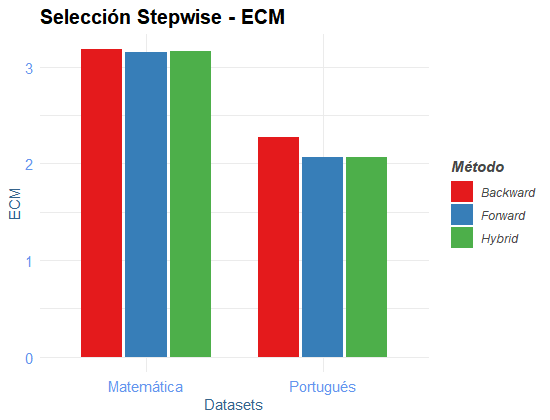 Selección Stepwise - ECM
ECM
3
2
1
0
Matemática
Portugués
Datasets
Método
Backward
Forward
Hybrid